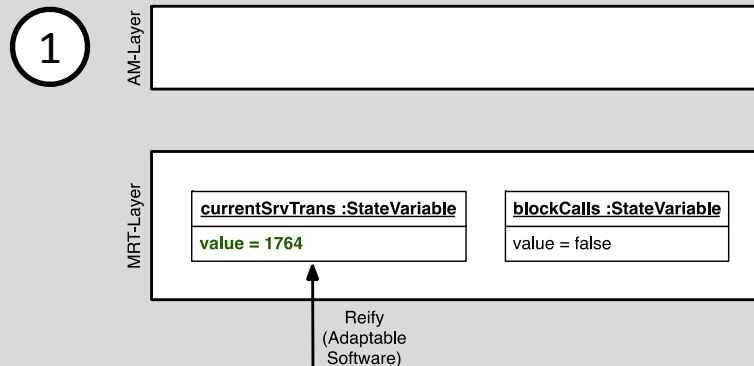 1
AM-Layer
MRT-Layer
currentSrvTrans :StateVariable
value = 1764
blockCalls :StateVariable
value = false
Reify
(Adaptable
Software)